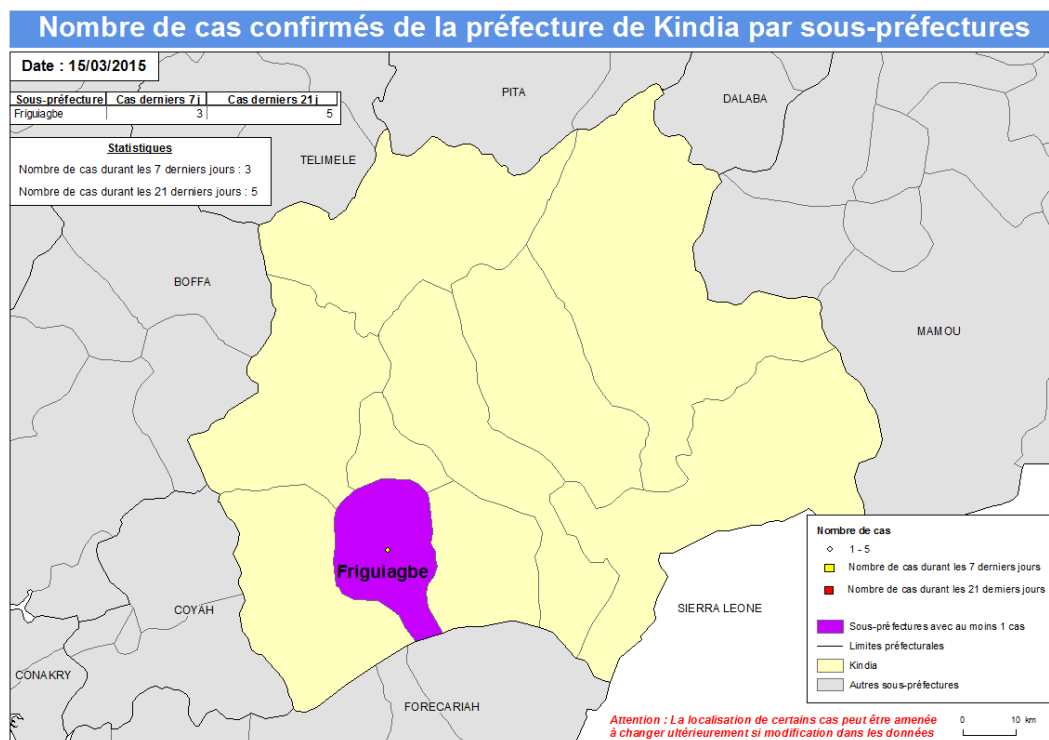 Nombre de cas confirmés de la préfecture de Kindia par sous-préfectures
Date : 15/03/2015
Sous-préfecture Cas derniers 7 j Cas derniers 21 j
Friguiagbe 3 5
Statistiques
Nombre de cas durant les 7 derniers jours : 3
Nombre de cas durant les 21 derniers jours : 5
PITA
DALABA
TELIMELE
BOFFA
MAMOU
Friguiagbe
COYAH
SIERRA LEONE
CONAKRY
FORECARIAH
Nombre de cas
1 - 5
Nombre de cas durant les 7 derniers jours
Nombre de cas durant les 21 derniers jours
Sous-préfectures avec au moins 1 cas
Limites préfecturales
Kindia
Autres sous-préfectures
Attention : La localisation de certains cas peut être amenée
à changer ultérieurement si modification dans les données
0 10 km